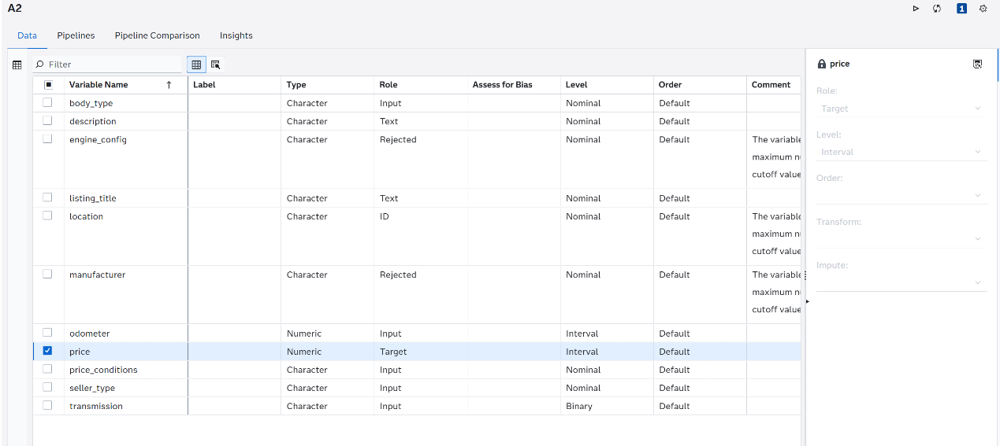 A2
1
Data Pipelines Pipeline Comparison Insights
Filter
Variable Name Label Type Role Assess for Bias Level Order Comment
body_type Character Input Nominal Default
description Character Text Nominal Default
engine_config Character Rejected Nominal Default The variable
maximum
cutoff value
listing_title Character Text Nominal Default
location Character ID Nominal Default The variable
maximum
cutoff value
manufacturer Character Rejected Nominal Default The variable
maximum
cutoff value
odometer Numeric Input Interval Default
price Numeric Target Interval Default
price_conditions Character Input Nominal Default
seller_type Character Input Nominal Default
transmission Character Input Binary Default
price
Role:
Target
Level:
Interval
Order:
Transform:
Impute: